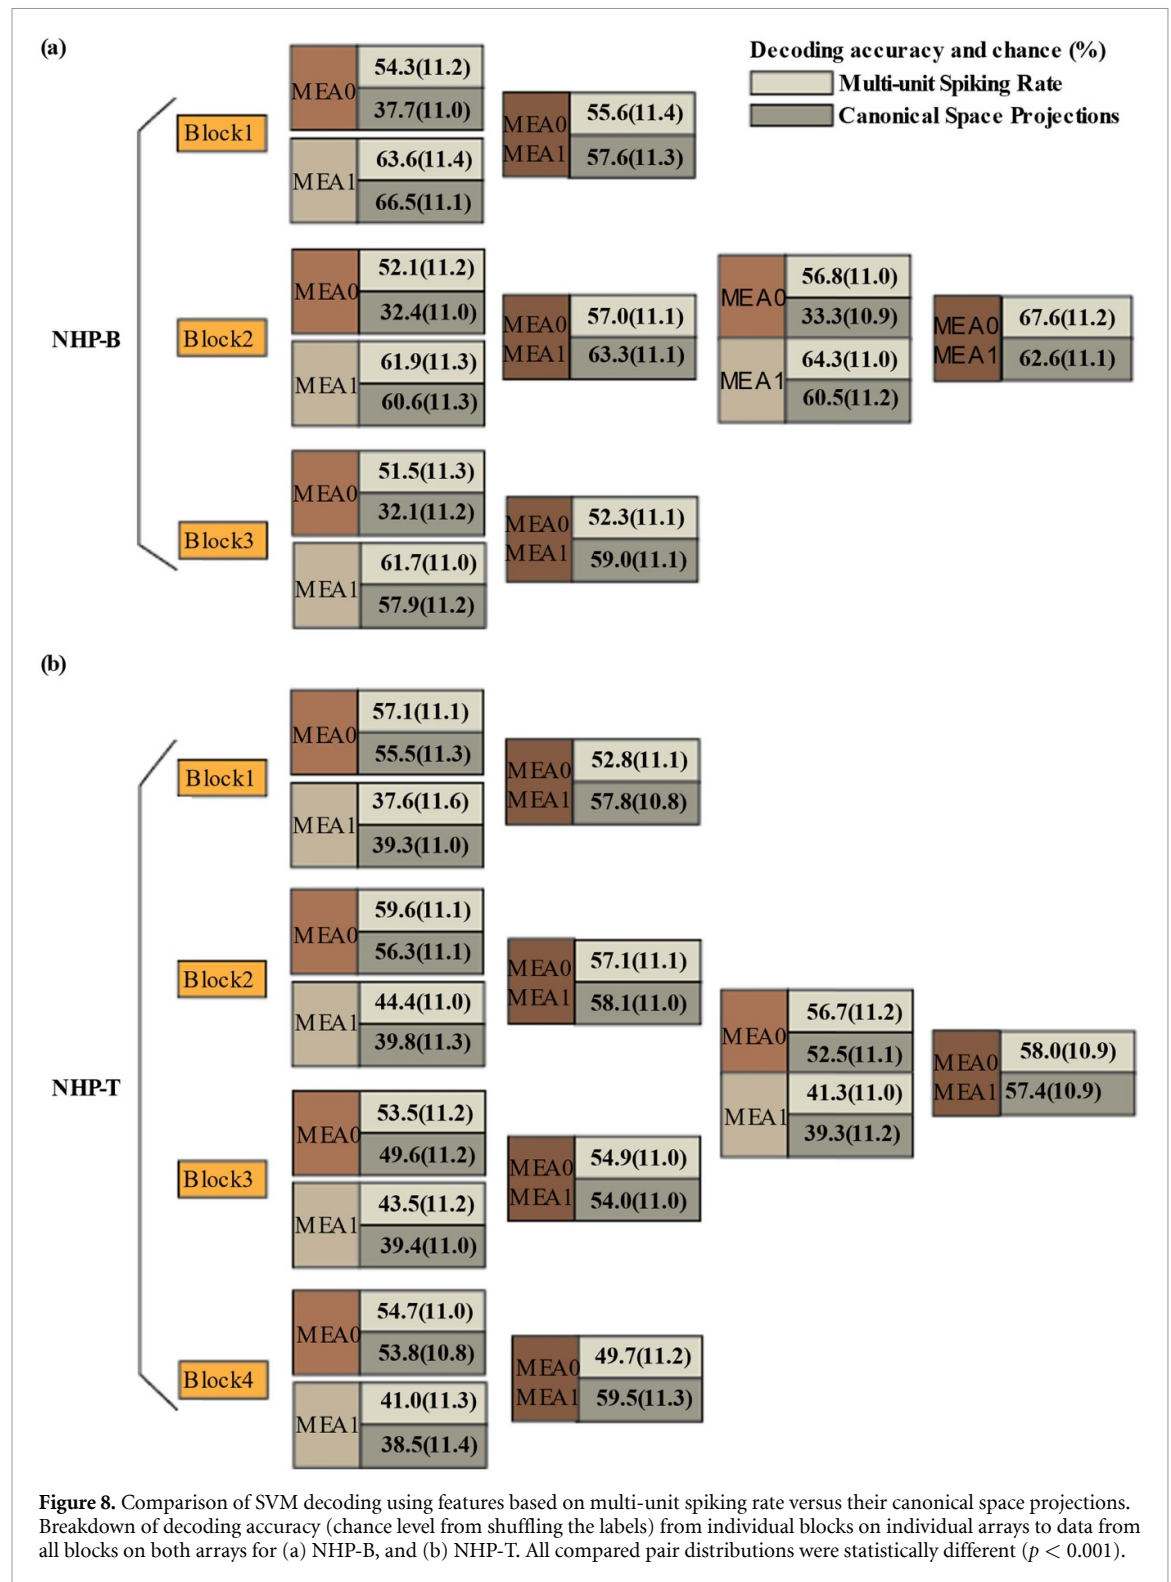 (a)
Decoding accuracy and chance (%)
Multi-unit Spiking Rate
Canonical Space Projections
NHP-B
Block1
MEA0
54.3(11.2)
37.7(11.0)
MEA1
63.6(11.4)
66.5(11.1)
MEA0
MEA1
55.6(11.4)
57.6(11.3)
Block2
MEA0
52.1(11.2)
32.4(11.0)
MEA1
61.9(11.3)
60.6(11.3)
MEA0
MEA1
57.0(11.1)
63.3(11.1)
Block3
MEA0
51.5(11.3)
32.1(11.2)
MEA1
61.7(11.0)
57.9(11.2)
MEA0
MEA1
52.3(11.1)
59.0(11.1)
MEA0
56.8(11.0)
33.3(10.9)
MEA1
64.3(11.0)
60.5(11.2)
MEA0
MEA1
67.6(11.2)
62.6(11.1)
(b)
NHP-T
Block1
MEA0
57.1(11.1)
55.5(11.3)
MEA1
37.6(11.6)
39.3(11.0)
MEA0
MEA1
52.8(11.1)
57.8(10.8)
Block2
MEA0
59.6(11.1)
56.3(11.1)
MEA1
44.4(11.0)
39.8(11.3)
MEA0
MEA1
57.1(11.1)
58.1(11.0)
Block3
MEA0
53.5(11.2)
49.6(11.2)
MEA1
43.5(11.2)
39.4(11.0)
MEA0
MEA1
54.9(11.0)
54.0(11.0)
Block4
MEA0
54.7(11.0)
53.8(10.8)
MEA1
41.0(11.3)
38.5(11.4)
MEA0
MEA1
49.7(11.2)
59.5(11.3)
MEA0
56.7(11.2)
52.5(11.1)
MEA1
41.3(11.0)
39.3(11.2)
MEA0
MEA1
58.0(10.9)
57.4(10.9)
Figure 8. Comparison of SVM decoding using features based on multi-unit spiking rate versus their canonical space projections.
Breakdown of decoding accuracy (chance level from shuffling the labels) from individual blocks on individual arrays to data from
all blocks on both arrays for (a) NHP-B, and (b) NHP-T. All compared pair distributions were statistically different (p < 0.001).